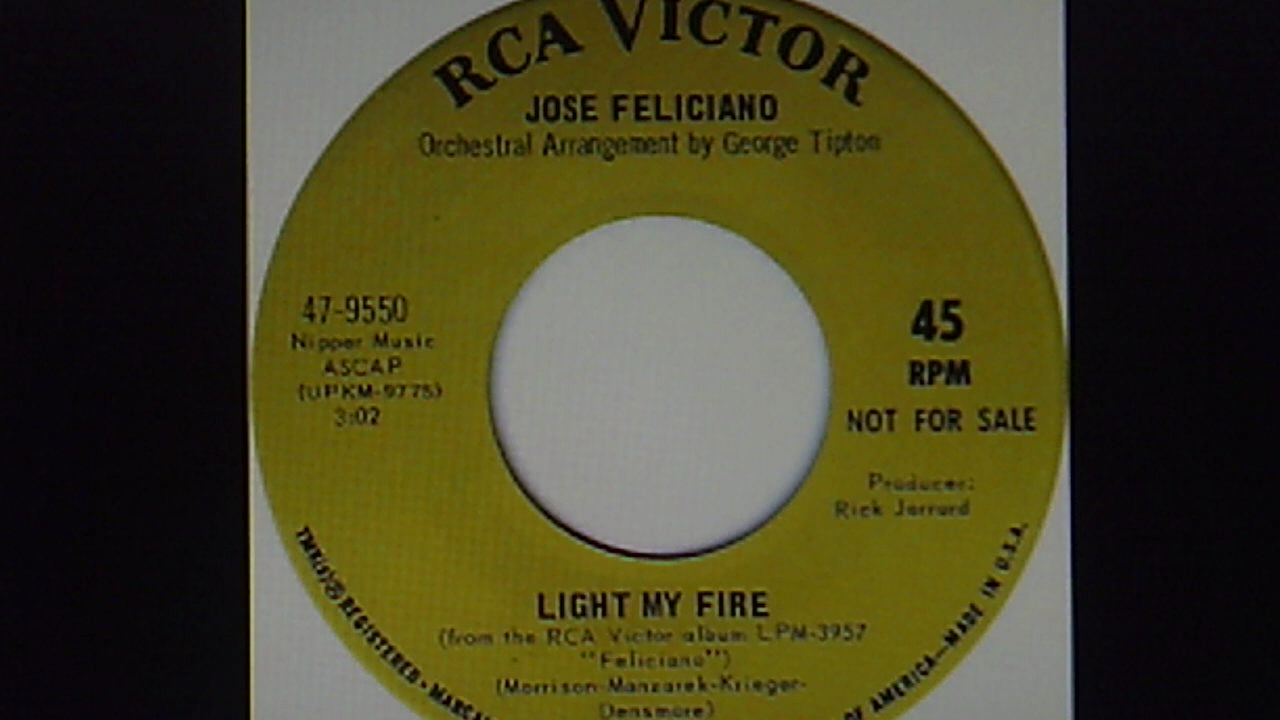 RCA VICTOR
JOSE FELICIANO
Orchestral Arrangement by George Tipton
47-9550
Nipper Music
ASCAP
(UPKM-9775)
3:02
45
RPM
NOT FOR SALE
Producer:
Rick Jarrard
LIGHT MY FIRE
(from the RCA Victor album LPM-3957
"Feliciano")
(Morrison-Manzarek-Krieger-
Densmore)
TMK(S) ® REGISTERED • MARCA
OF AMERICA—MADE IN U.S.A.